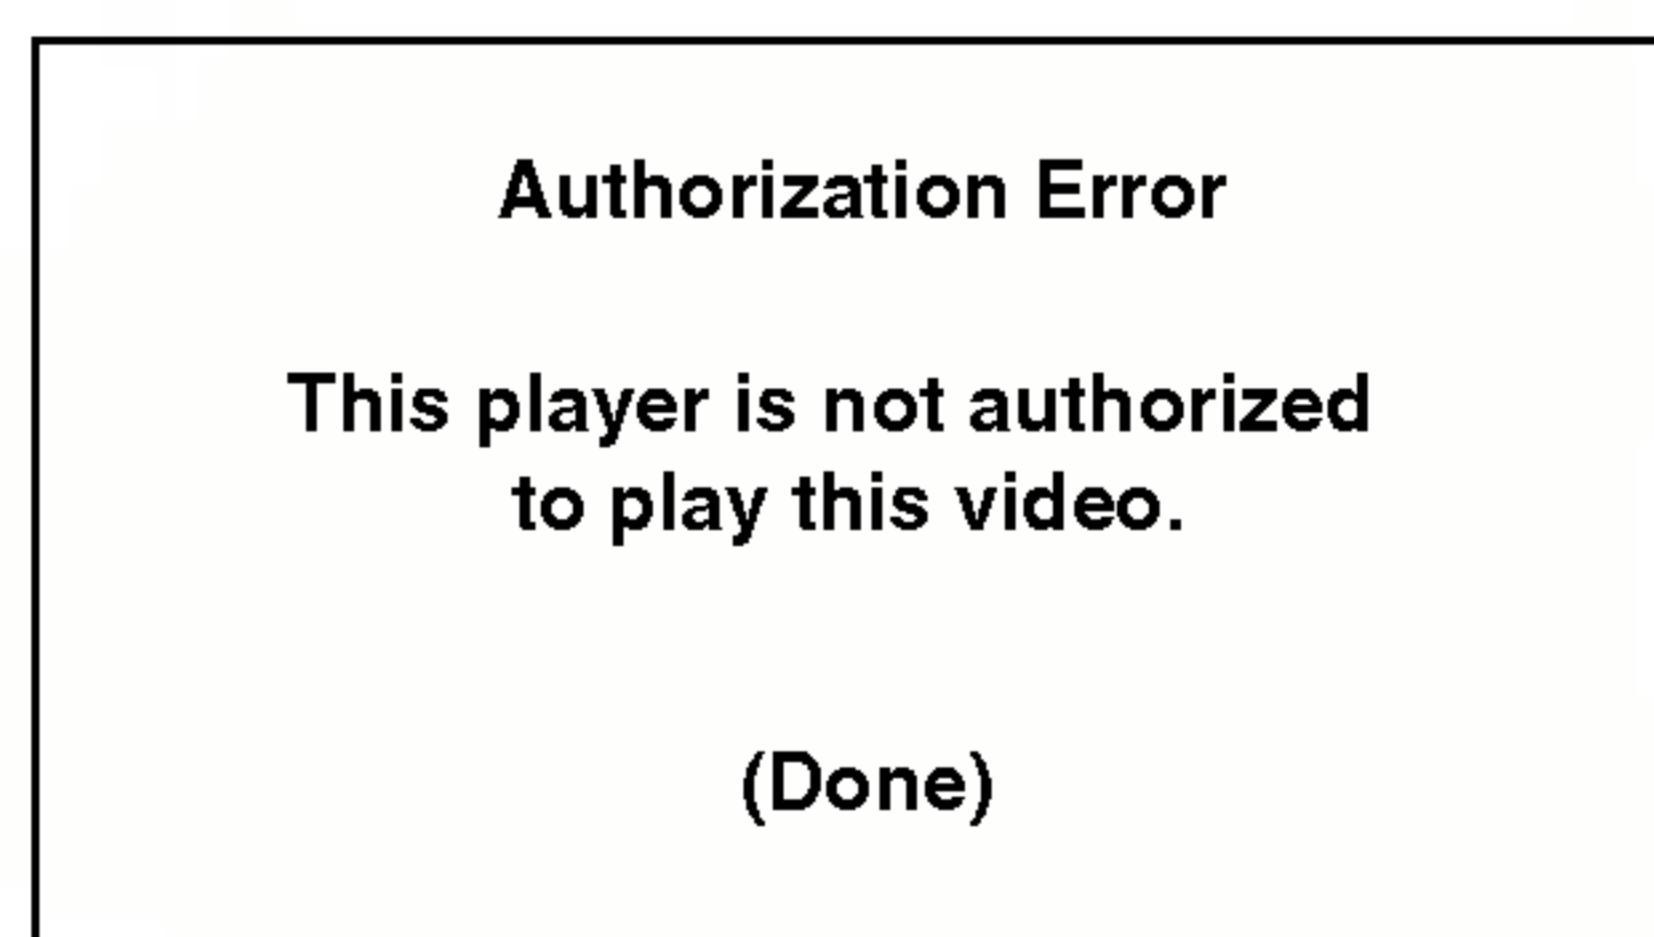 Authorization Error
This player is not authorized
to play this video.
(Done)